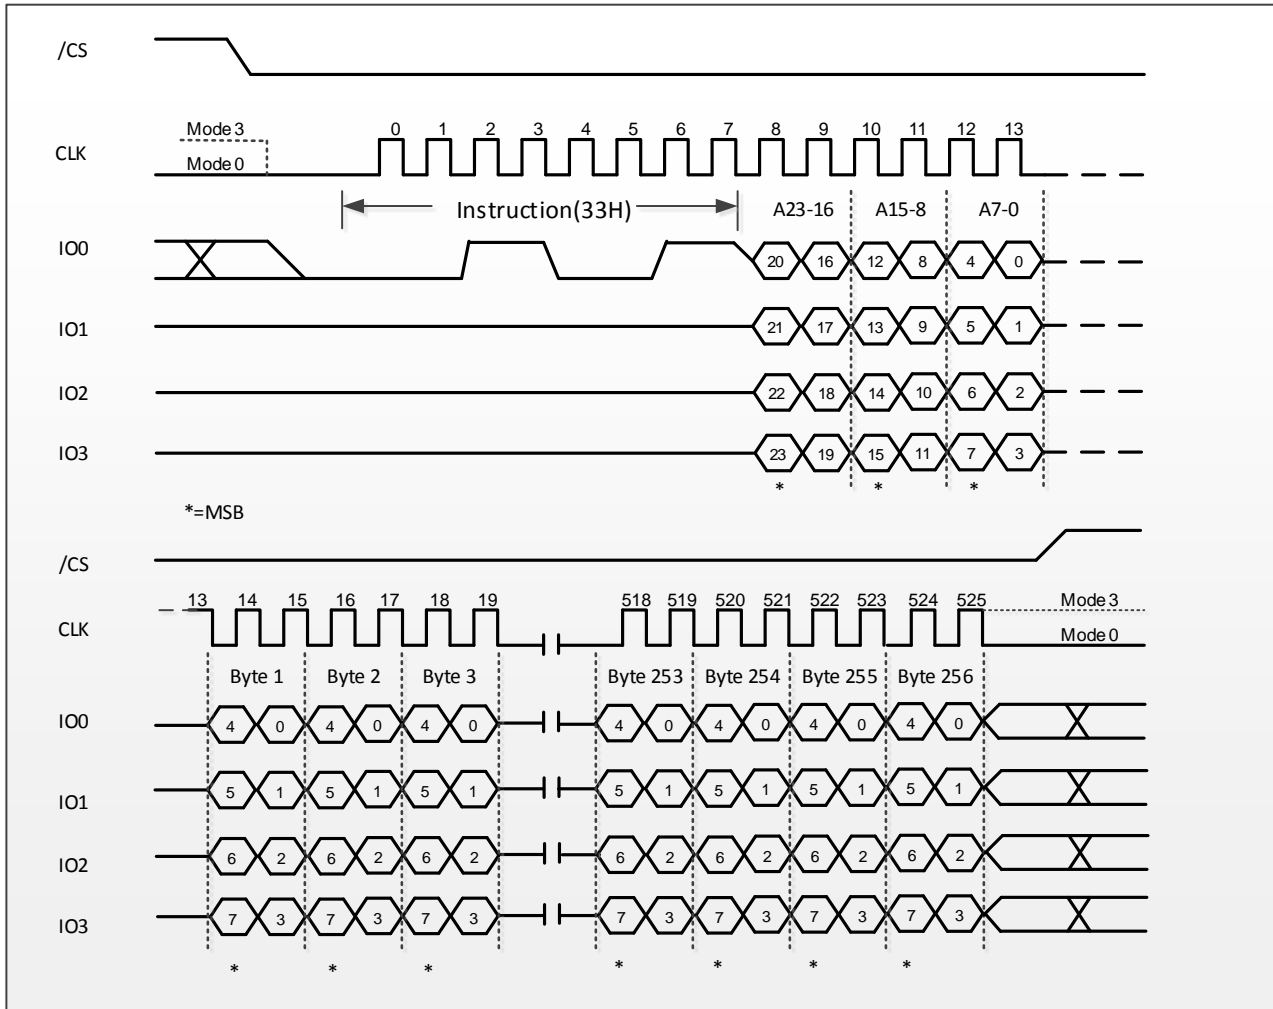 /CS
Mode 3
0 1 2 3 4 5 6 7 8 9 10 11 12 13
CLK
Mode 0
Instruction(33H) A23-16 A15-8 A7-0
IO0 20 16 12 8 4 0
IO1 21 17 13 9 5 1
IO2 22 18 14 10 6 2
IO3 23 19 15 11 7 3
* * *
*=MSB
/CS
13 14 15 16 17 18 19 518 519 520 521 522 523 524 525 Mode 3
CLK Mode 0
Byte 1 Byte 2 Byte 3 Byte 253 Byte 254 Byte 255 Byte 256
IO0 4 0 4 0 4 0 4 0 4 0 4 0 4 0
IO1 5 1 5 1 5 1 5 1 5 1 5 1 5 1
IO2 6 2 6 2 6 2 6 2 6 2 6 2 6 2
IO3 7 3 7 3 7 3 7 3 7 3 7 3 7 3
* * * * * * *